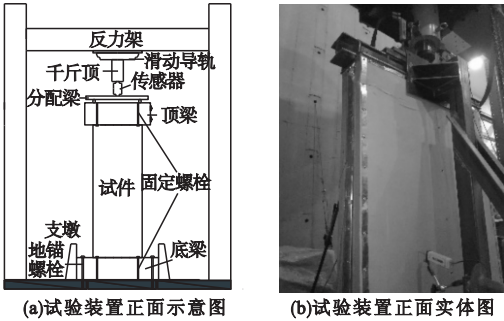 反力架
滑动导轨
千斤顶
传感器
分配梁
顶梁
试件
固定螺栓
支墩
地锚
螺栓
底梁
(a)试验装置正面示意图
(b)试验装置正面实体图